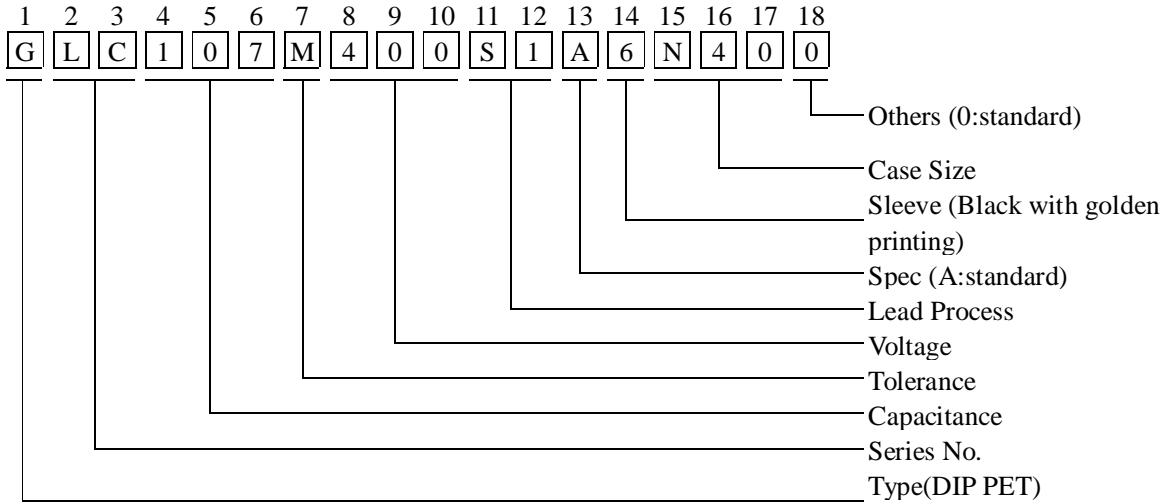 1 2 3 4 5 6 7 8 9 10 11 12 13 14 15 16 17 18
G L C 1 0 7 M 4 0 0 S 1 A 6 N 4 0 0
Others (0:standard)
Case Size
Sleeve (Black with golden
printing)
Spec (A:standard)
Lead Process
Voltage
Tolerance
Capacitance
Series No.
Type(DIP PET)